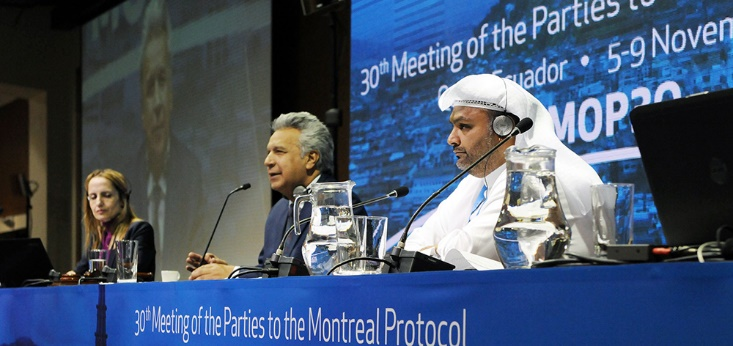 30th Meeting of the Parties to
Ecuador • 5-9 Novem
MOP30
30th Meeting of the Parties to the Montreal Protocol